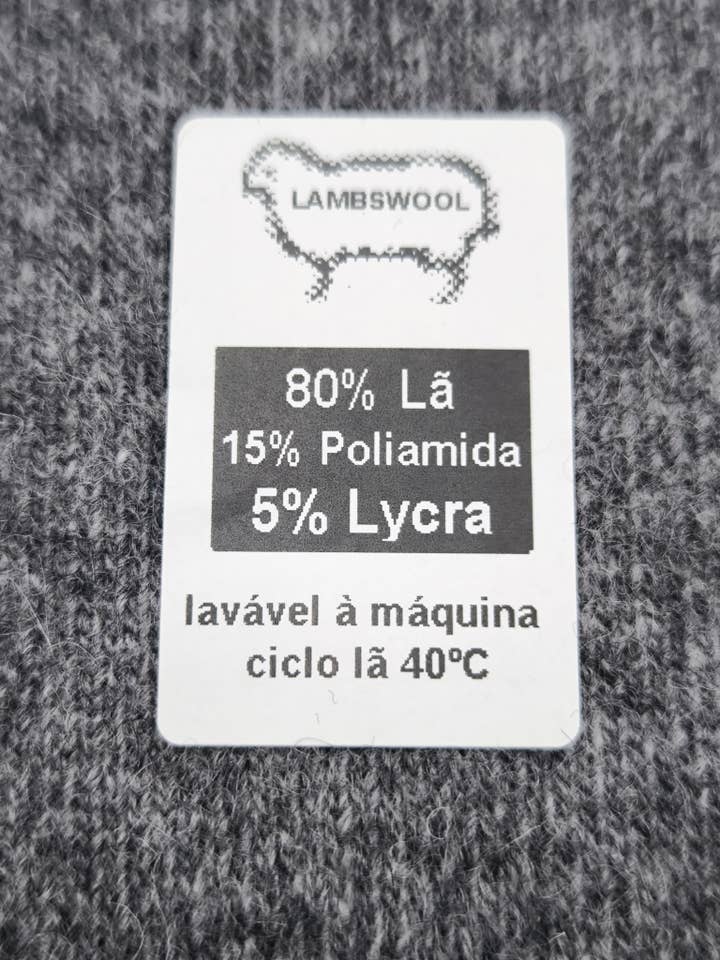 LAMBSWOOL
80% Lã
15% Poliamida
5% Lycra
lavável à máquina
ciclo lã 40ºC